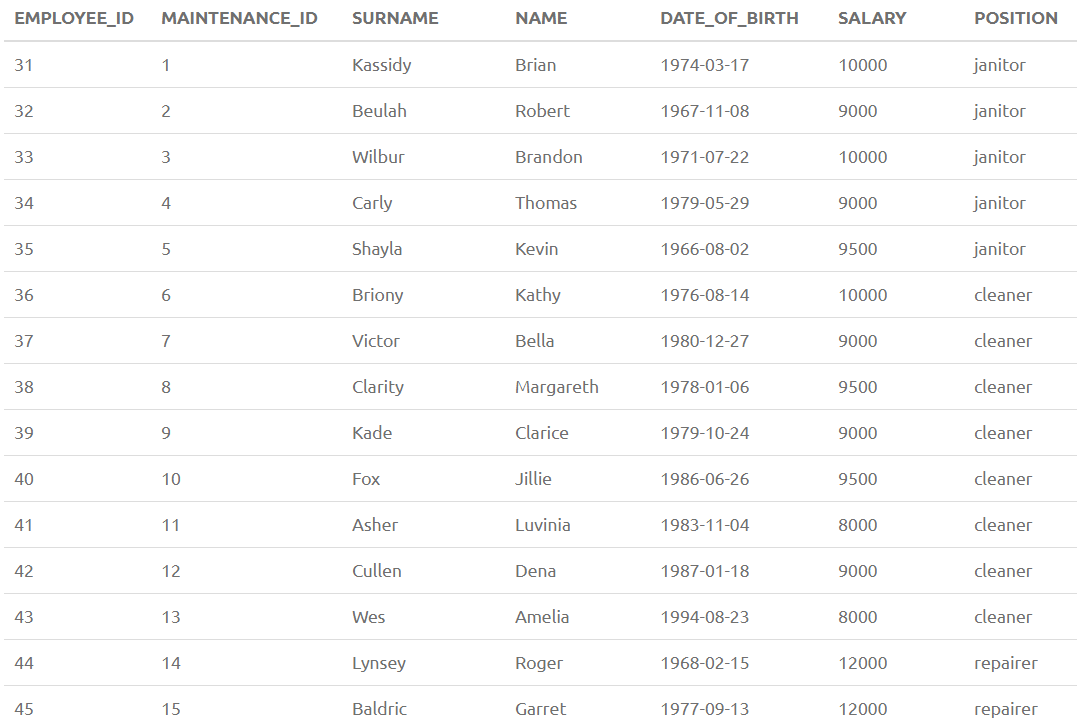 EMPLOYEE_ID MAINTENANCE_ID SURNAME NAME DATE_OF_BIRTH SALARY POSITION
31 1 Kassidy Brian 1974-03-17 10000 janitor
32 2 Beulah Robert 1967-11-08 9000 janitor
33 3 Wilbur Brandon 1971-07-22 10000 janitor
34 4 Carly Thomas 1979-05-29 9000 janitor
35 5 Shayla Kevin 1966-08-02 9500 janitor
36 6 Briony Kathy 1976-08-14 10000 cleaner
37 7 Victor Bella 1980-12-27 9000 cleaner
38 8 Clarity Margareth 1978-01-06 9500 cleaner
39 9 Kade Clarice 1979-10-24 9000 cleaner
40 10 Fox Jillie 1986-06-26 9500 cleaner
41 11 Asher Luvinia 1983-11-04 8000 cleaner
42 12 Cullen Dena 1987-01-18 9000 cleaner
43 13 Wes Amelia 1994-08-23 8000 cleaner
44 14 Lynsey Roger 1968-02-15 12000 repairer
45 15 Baldric Garret 1977-09-13 12000 repairer